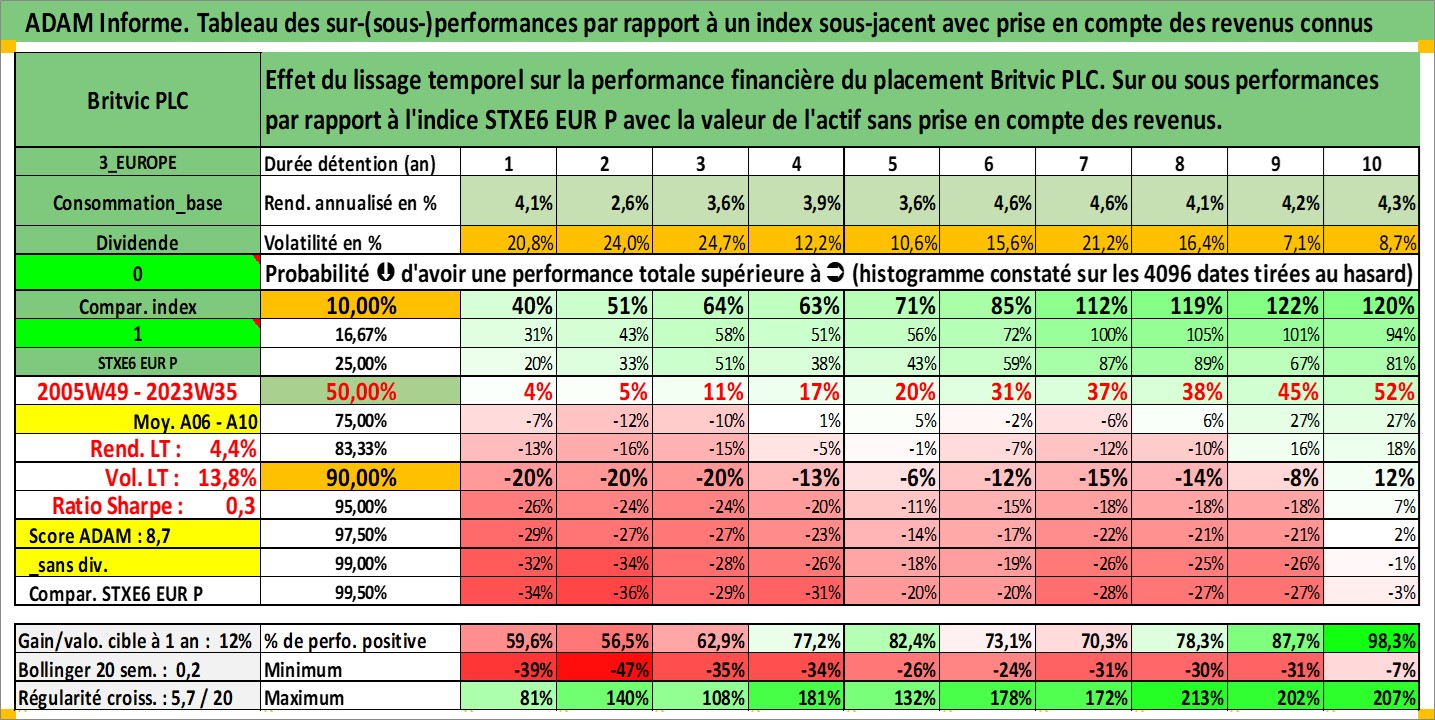 ADAM Informe. Tableau des sur-(sous-)performances par rapport à un index sous-jacent avec prise en compte des revenus connus
Britvic PLC
Effet du lissage temporel sur la performance financière du placement Britvic PLC. Sur ou sous performances
par rapport à l'indice STXE6 EUR P avec la valeur de l'actif sans prise en compte des revenus.
3_EUROPE Durée détention (an) 1 2 3 4 5 6 7 8 9 10
Consommation_base Rend. annualisé en % 4,1% 2,6% 3,6% 3,9% 3,6% 4,6% 4,6% 4,1% 4,2% 4,3%
Dividende Volatilité en % 20,8% 24,0% 24,7% 12,2% 10,6% 15,6% 21,2% 16,4% 7,1% 8,7%
0 Probabilité d'avoir une performance totale supérieure à (histogramme constaté sur les 4096 dates tirées au hasard)
Compar. index 10,00% 40% 51% 64% 63% 71% 85% 112% 119% 122% 120%
1 16,67% 31% 43% 58% 51% 56% 72% 100% 105% 101% 94%
STXE6 EUR P 25,00% 20% 33% 51% 38% 43% 59% 87% 89% 67% 81%
2005W49 - 2023W35 50,00% 4% 5% 11% 17% 20% 31% 37% 38% 45% 52%
Moy. A06 - A10 75,00% -7% -12% -10% 1% 5% -2% -6% 6% 27% 27%
Rend. LT : 4,4% 83,33% -13% -16% -15% -5% -1% -7% -12% -10% 16% 18%
Vol. LT : 13,8% 90,00% -20% -20% -20% -13% -6% -12% -15% -14% -8% 12%
Ratio Sharpe : 0,3 95,00% -26% -24% -24% -20% -11% -15% -18% -18% -18% 7%
Score ADAM : 8,7 97,50% -29% -27% -27% -23% -14% -17% -22% -21% -21% 2%
_sans div. 99,00% -32% -34% -28% -26% -18% -19% -26% -25% -26% -1%
Compar. STXE6 EUR P 99,50% -34% -36% -29% -31% -20% -20% -28% -27% -27% -3%
Gain/valo. cible à 1 an : 12% % de perfo. positive 59,6% 56,5% 62,9% 77,2% 82,4% 73,1% 70,3% 78,3% 87,7% 98,3%
Bollinger 20 sem. : 0,2 Minimum -39% -47% -35% -34% -26% -24% -31% -30% -31% -7%
Régularité croiss. : 5,7 / 20 Maximum 81% 140% 108% 181% 132% 178% 172% 213% 202% 207%